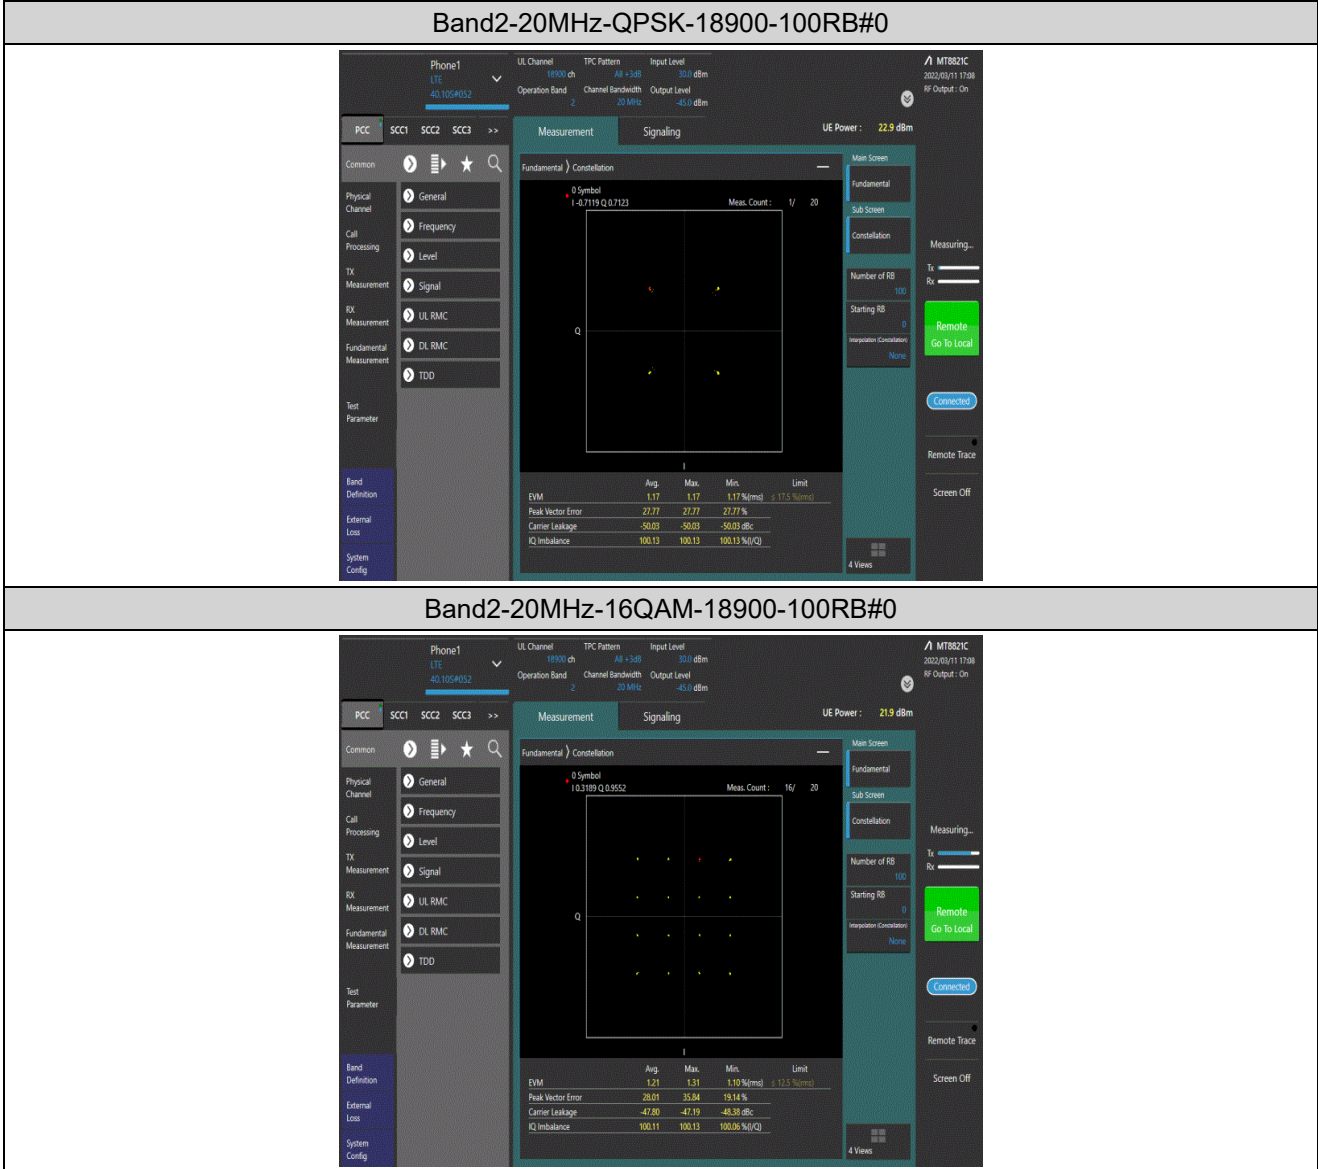 Band2-20MHz-QPSK-18900-100RB#0
Phone1
LTE
40.10S#052
UL Channel TPC Pattern Input Level
18900 ch All +3dB 30.0 dBm
Operation Band Channel Bandwidth Output Level
2 20 MHz -45.0 dBm
MT8821C
2022/03/11 17:08
RF Output : On
PCC SCC1 SCC2 SCC3 >>
Measurement Signaling
UE Power : 22.9 dBm
Common
Physical
Channel
Call
Processing
TX
Measurement
RX
Measurement
Fundamental
Measurement
Test
Parameter
Band
Definition
External
Loss
System
Config
General
Frequency
Level
Signal
UL RMC
DL RMC
TDD
Fundamental Constellation
0 Symbol
I -0.7119 Q 0.7123 Meas. Count : 1/ 20
Q
I
Avg. Max. Min. Limit
EVM 1.17 1.17 1.17 %(rms) ≤ 17.5 %(rms)
Peak Vector Error 27.77 27.77 27.77 %
Carrier Leakage -50.03 -50.03 -50.03 dBc
IQ Imbalance 100.13 100.13 100.13 %(I/Q)
Main Screen
Fundamental
Sub Screen
Constellation
Number of RB
100
Starting RB
0
Interpolation (Constellation)
None
4 Views
Measuring...
Tx
Rx
Remote
Go To Local
Connected
Remote Trace
Screen Off
Band2-20MHz-16QAM-18900-100RB#0
Phone1
LTE
40.10S#052
UL Channel TPC Pattern Input Level
18900 ch All +3dB 30.0 dBm
Operation Band Channel Bandwidth Output Level
2 20 MHz -45.0 dBm
MT8821C
2022/03/11 17:08
RF Output : On
PCC SCC1 SCC2 SCC3 >>
Measurement Signaling
UE Power : 21.9 dBm
Common
Physical
Channel
Call
Processing
TX
Measurement
RX
Measurement
Fundamental
Measurement
Test
Parameter
Band
Definition
External
Loss
System
Config
General
Frequency
Level
Signal
UL RMC
DL RMC
TDD
Fundamental Constellation
0 Symbol
I 0.3189 Q 0.9552 Meas. Count : 16/ 20
Q
I
Avg. Max. Min. Limit
EVM 1.21 1.31 1.10 %(rms) ≤ 12.5 %(rms)
Peak Vector Error 28.01 35.84 19.14 %
Carrier Leakage -47.80 -47.19 -48.38 dBc
IQ Imbalance 100.11 100.13 100.06 %(I/Q)
Main Screen
Fundamental
Sub Screen
Constellation
Number of RB
100
Starting RB
0
Interpolation (Constellation)
None
4 Views
Measuring...
Tx
Rx
Remote
Go To Local
Connected
Remote Trace
Screen Off